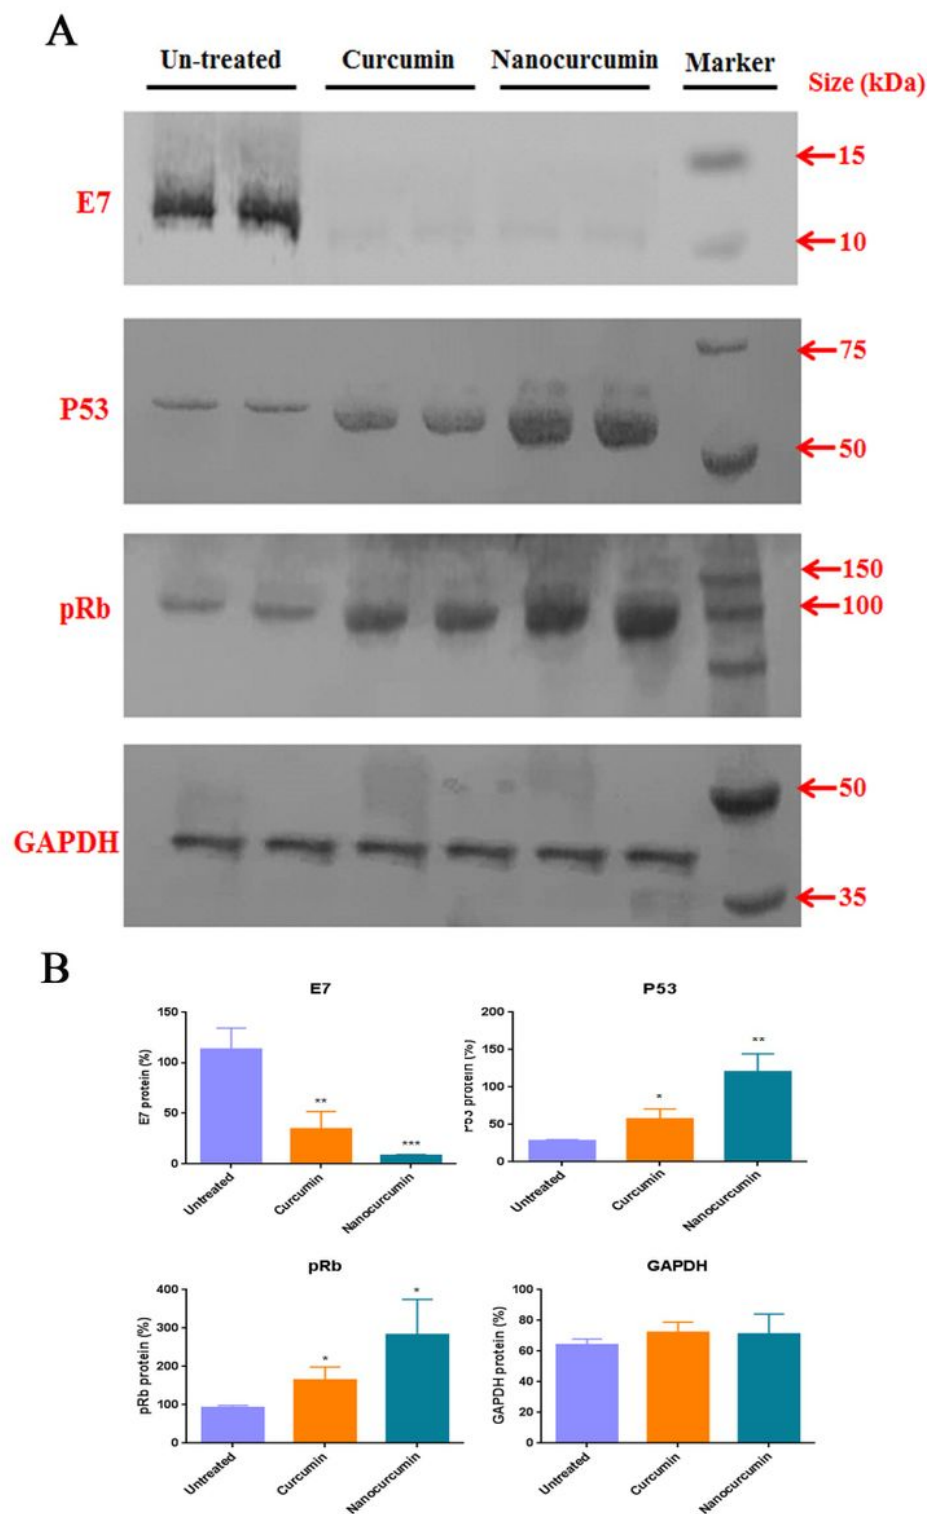 A
Un-treated Curcumin Nanocurcumin Marker Size (kDa)
E7
15
10
P53
75
50
pRb
150
100
GAPDH
50
35
B
E7
E7 protein (%)
150
100
50
0
**
***
Untreated
Curcumin
Nanocurcumin
P53
P53 protein (%)
200
150
100
50
0
*
**
Untreated
Curcumin
Nanocurcumin
pRb
pRb protein (%)
400
300
200
100
0
*
*
Untreated
Curcumin
Nanocurcumin
GAPDH
GAPDH protein (%)
100
80
60
40
20
0
Untreated
Curcumin
Nanocurcumin